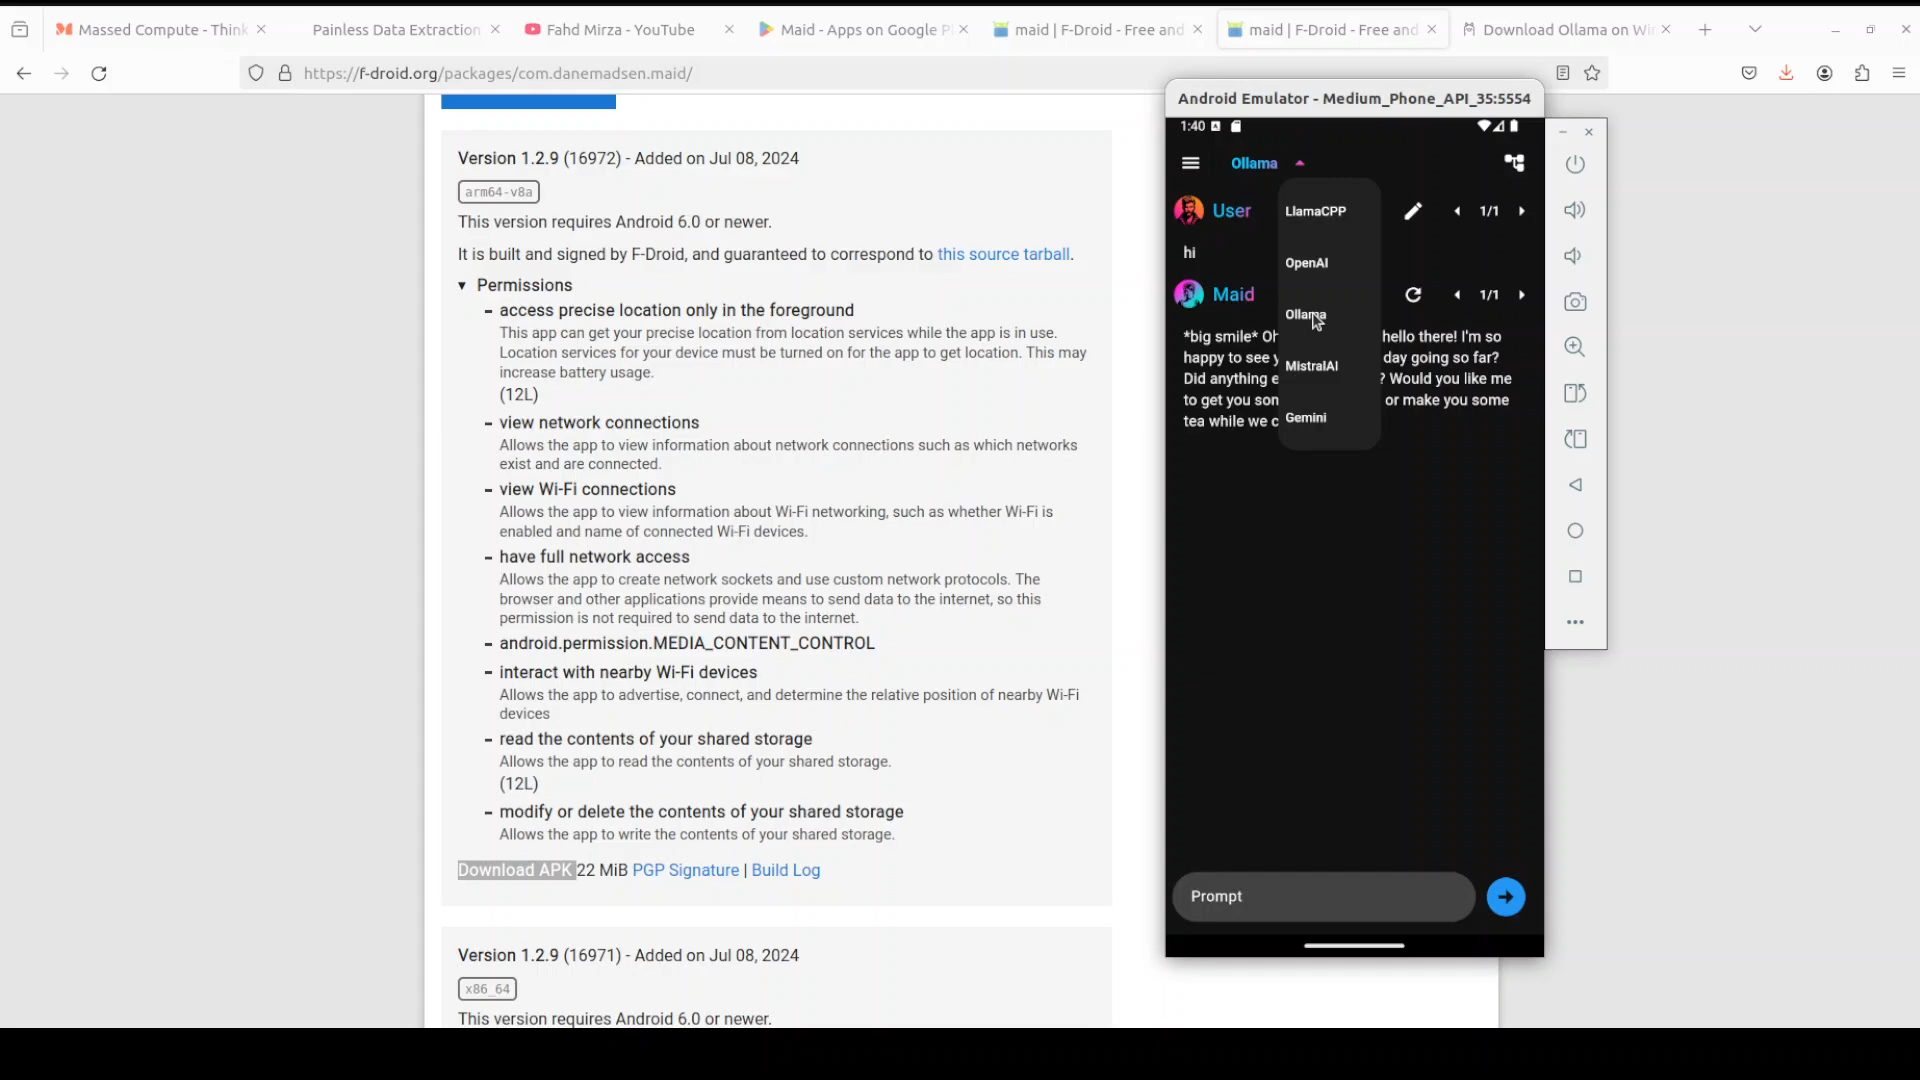 Massed Compute - Think
Painless Data Extraction
Fahd Mirza - YouTube
Maid - Apps on Google P
maid | F-Droid - Free and
maid | F-Droid - Free and
Download Ollama on Wi
https://f-droid.org/packages/com.danemadsen.maid/
Version 1.2.9 (16972) - Added on Jul 08, 2024
arm64-v8a
This version requires Android 6.0 or newer.
It is built and signed by F-Droid, and guaranteed to correspond to this source tarball.
▾ Permissions
- access precise location only in the foreground
This app can get your precise location from location services while the app is in use.
Location services for your device must be turned on for the app to get location. This may
increase battery usage.
(12L)
- view network connections
Allows the app to view information about network connections such as which networks
exist and are connected.
- view Wi-Fi connections
Allows the app to view information about Wi-Fi networking, such as whether Wi-Fi is
enabled and name of connected Wi-Fi devices.
- have full network access
Allows the app to create network sockets and use custom network protocols. The
browser and other applications provide means to send data to the internet, so this
permission is not required to send data to the internet.
- android.permission.MEDIA_CONTENT_CONTROL
- interact with nearby Wi-Fi devices
Allows the app to advertise, connect, and determine the relative position of nearby Wi-Fi
devices
- read the contents of your shared storage
Allows the app to read the contents of your shared storage.
(12L)
- modify or delete the contents of your shared storage
Allows the app to write the contents of your shared storage.
Download APK 22 MiB PGP Signature | Build Log
Version 1.2.9 (16971) - Added on Jul 08, 2024
x86_64
This version requires Android 6.0 or newer.
Android Emulator - Medium_Phone_API_35:5554
1:40
Ollama
User 1/1
hi
Maid 1/1
*big smile* Oh hello there! I'm so
happy to see y day going so far?
Did anything e ? Would you like me
to get you som or make you some
tea while we c
LlamaCPP
OpenAI
Ollama
MistralAI
Gemini
Prompt